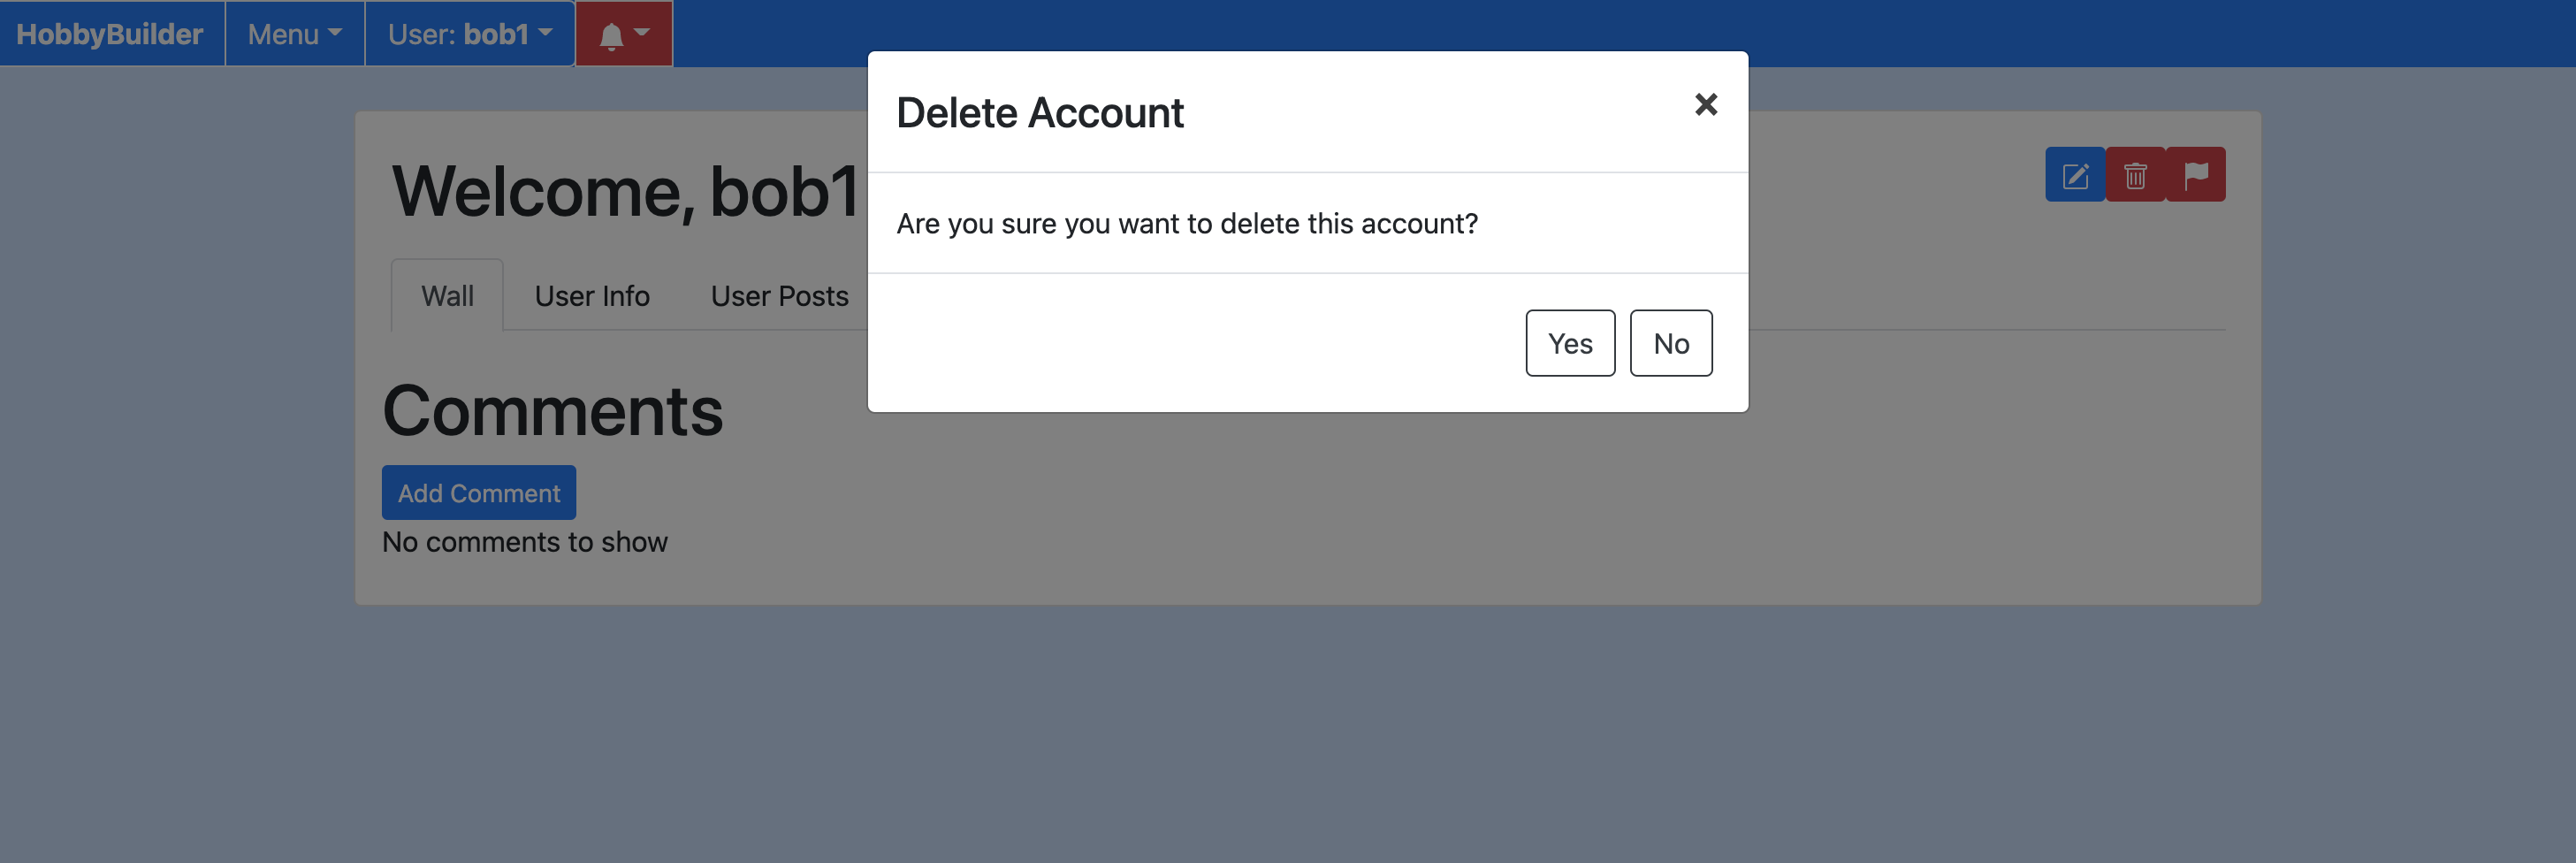 HobbyBuilder Menu User: bob1
Delete Account
Are you sure you want to delete this account?
Yes No
Welcome, bob1
Wall User Info User Posts
Comments
Add Comment
No comments to show